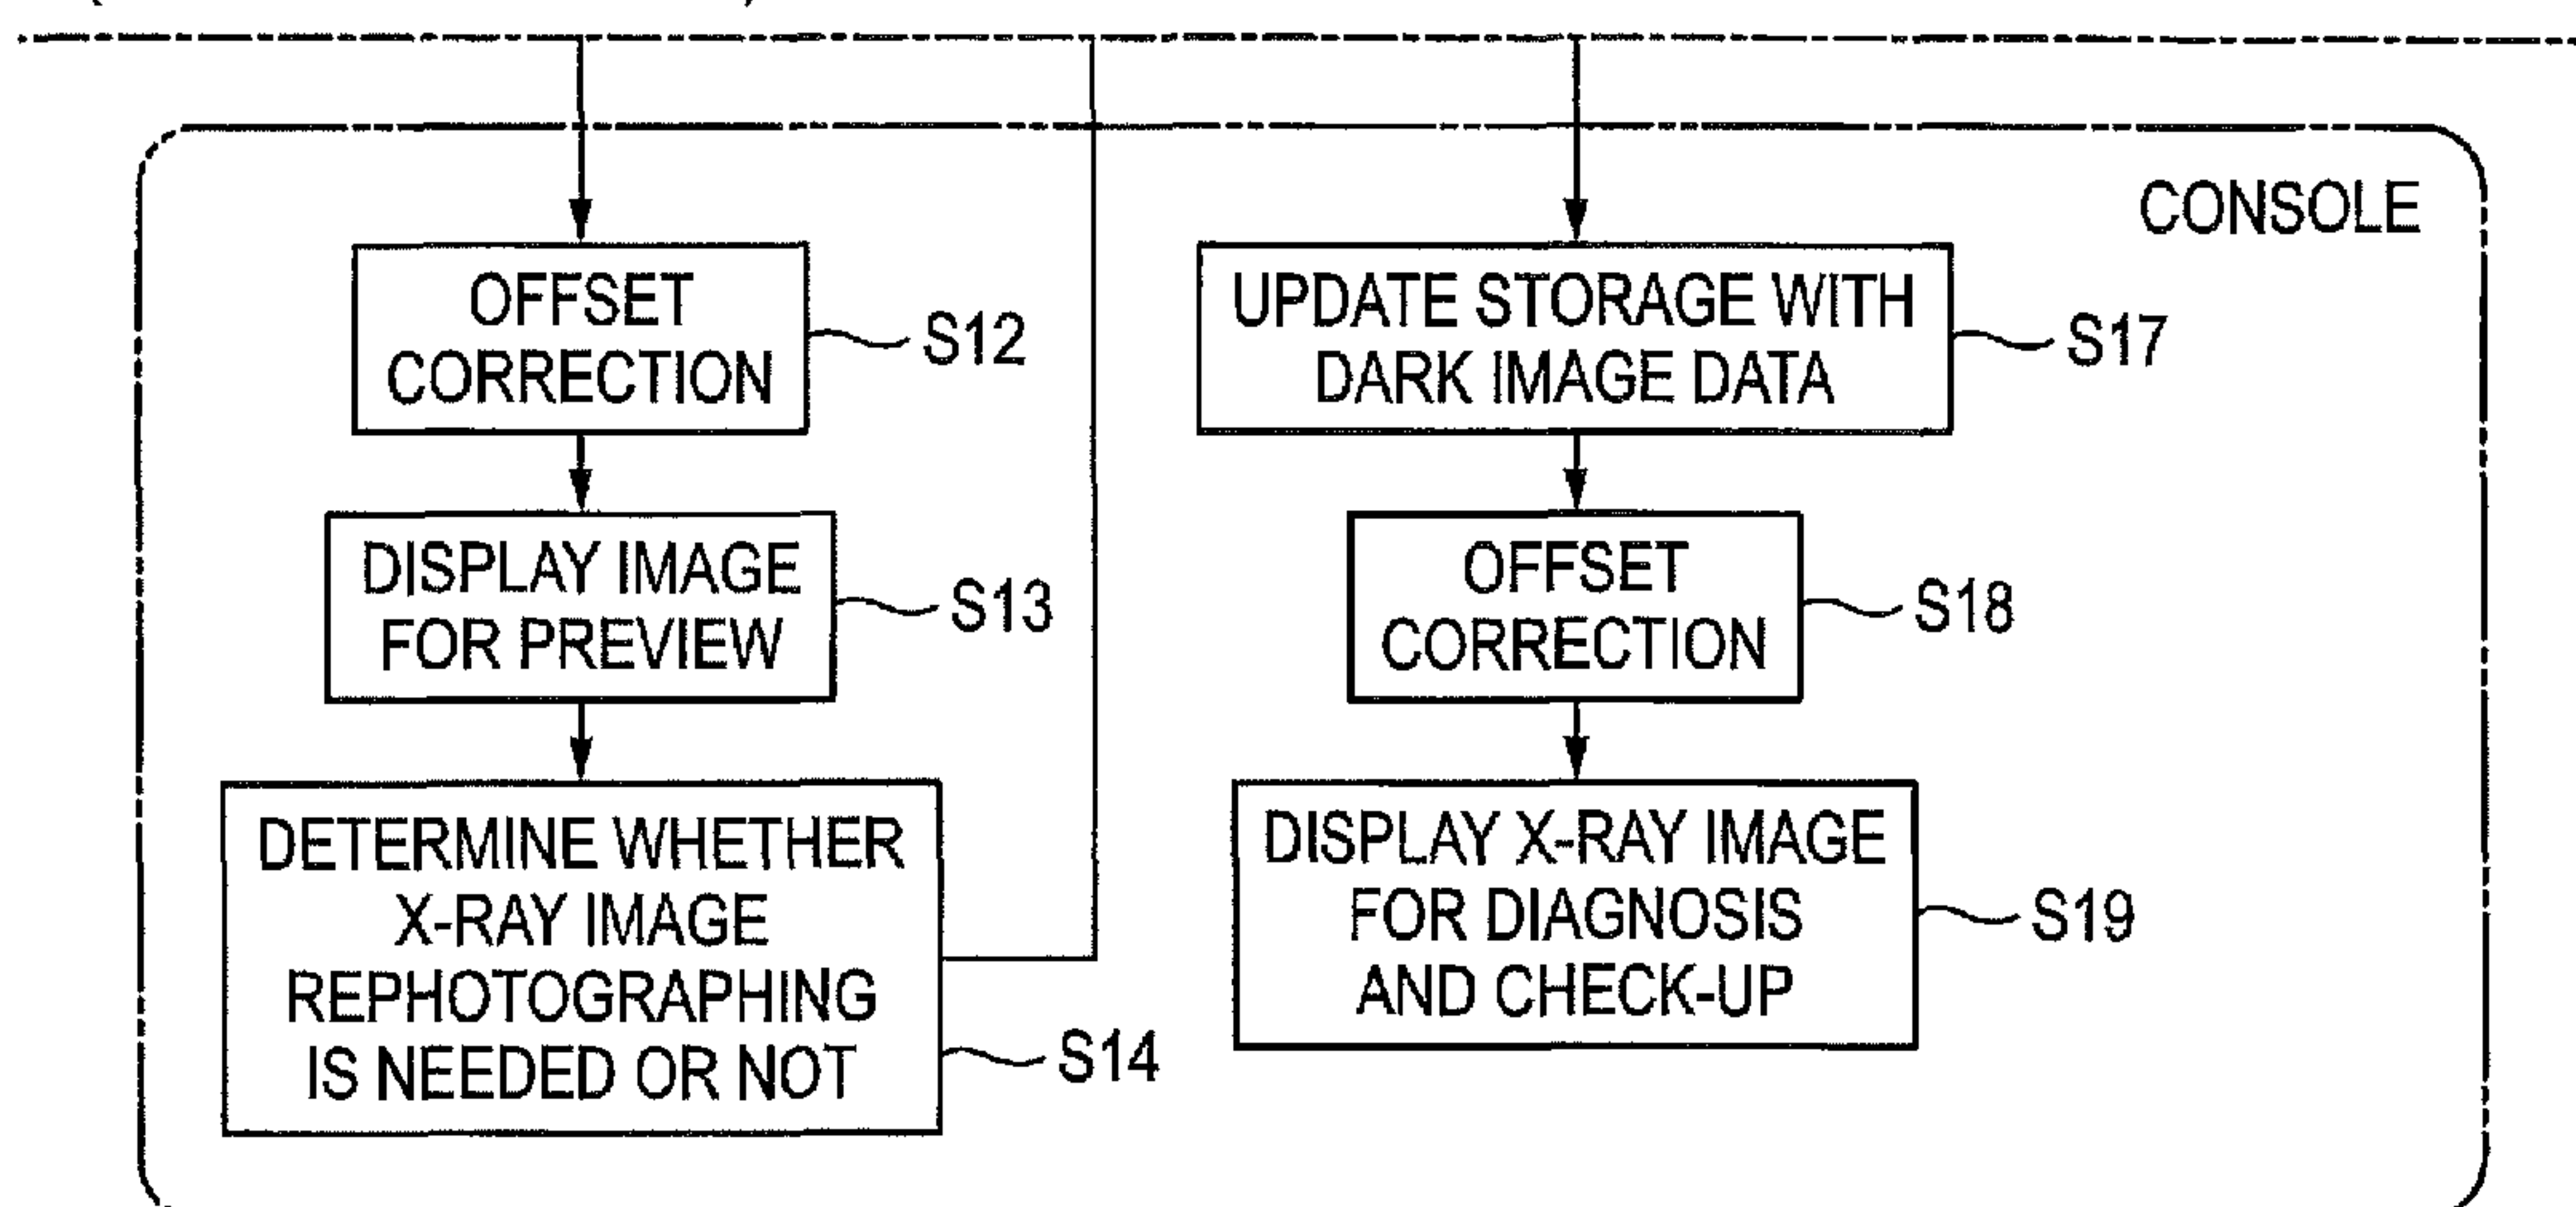 CONSOLE
OFFSET
CORRECTION
S12
DISPLAY IMAGE
FOR PREVIEW
S13
DETERMINE WHETHER
X-RAY IMAGE
REPHOTOGRAPHING
IS NEEDED OR NOT
S14
UPDATE STORAGE WITH
DARK IMAGE DATA
S17
OFFSET
CORRECTION
S18
DISPLAY X-RAY IMAGE
FOR DIAGNOSIS
AND CHECK-UP
S19